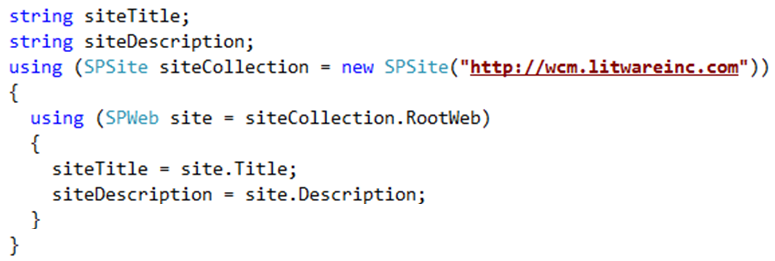 string siteTitle;
string siteDescription;
using (SPSite siteCollection = new SPSite("http://wcm.litwareinc.com"))
{
  using (SPWeb site = siteCollection.RootWeb)
  {
    siteTitle = site.Title;
    siteDescription = site.Description;
  }
}